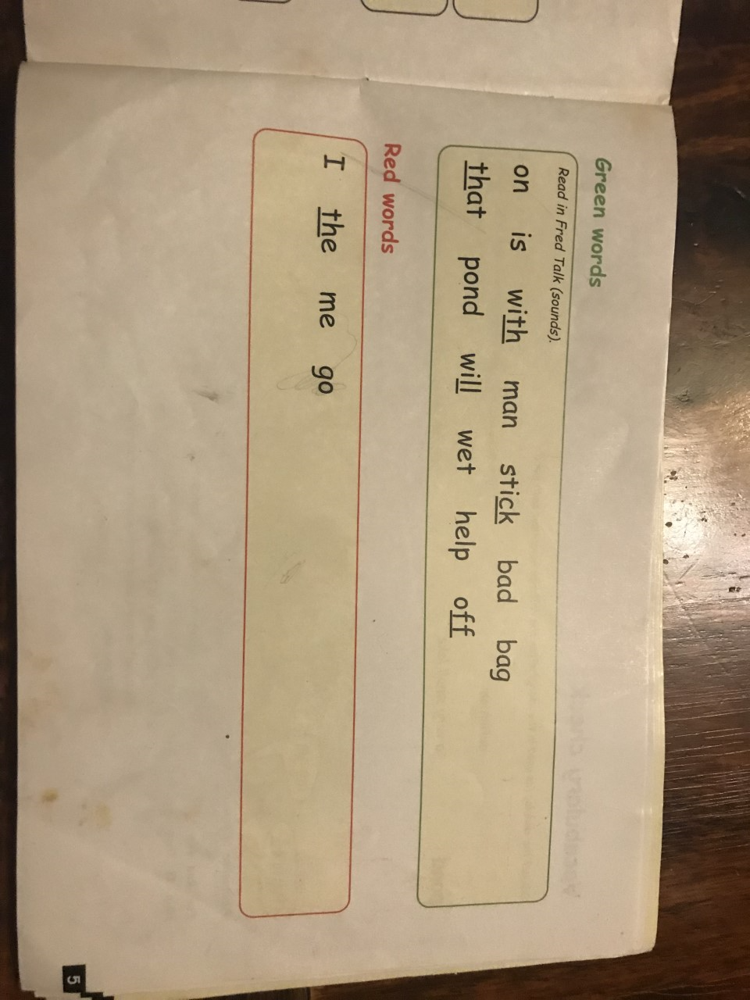 Green words
Read in Fred Talk (sounds).
on is with man stick bad bag
that pond will wet help off
Red words
I the me go
5